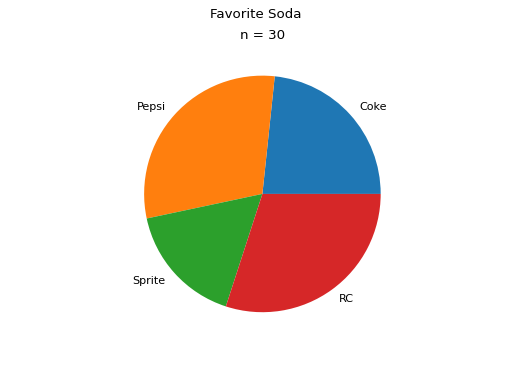 Favorite Soda
n = 30
Pepsi
Coke
Sprite
RC